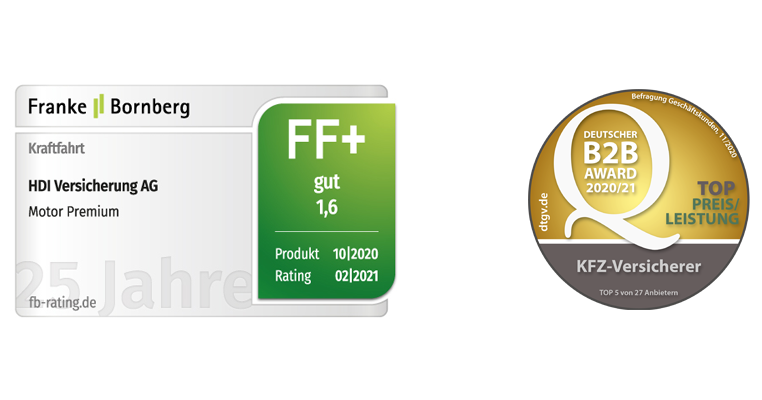 Franke Bornberg
Kraftfahrt
HDI Versicherung AG
Motor Premium
25 Jahre
fb-rating.de
FF+
gut
1,6
Produkt 10|2020
Rating 02|2021
Befragung Geschäftskunden, 11/2020
DEUTSCHER
B2B
AWARD
2020/21
dtgv.de
TOP
PREIS/
LEISTUNG
KFZ-Versicherer
TOP 5 von 27 Anbietern